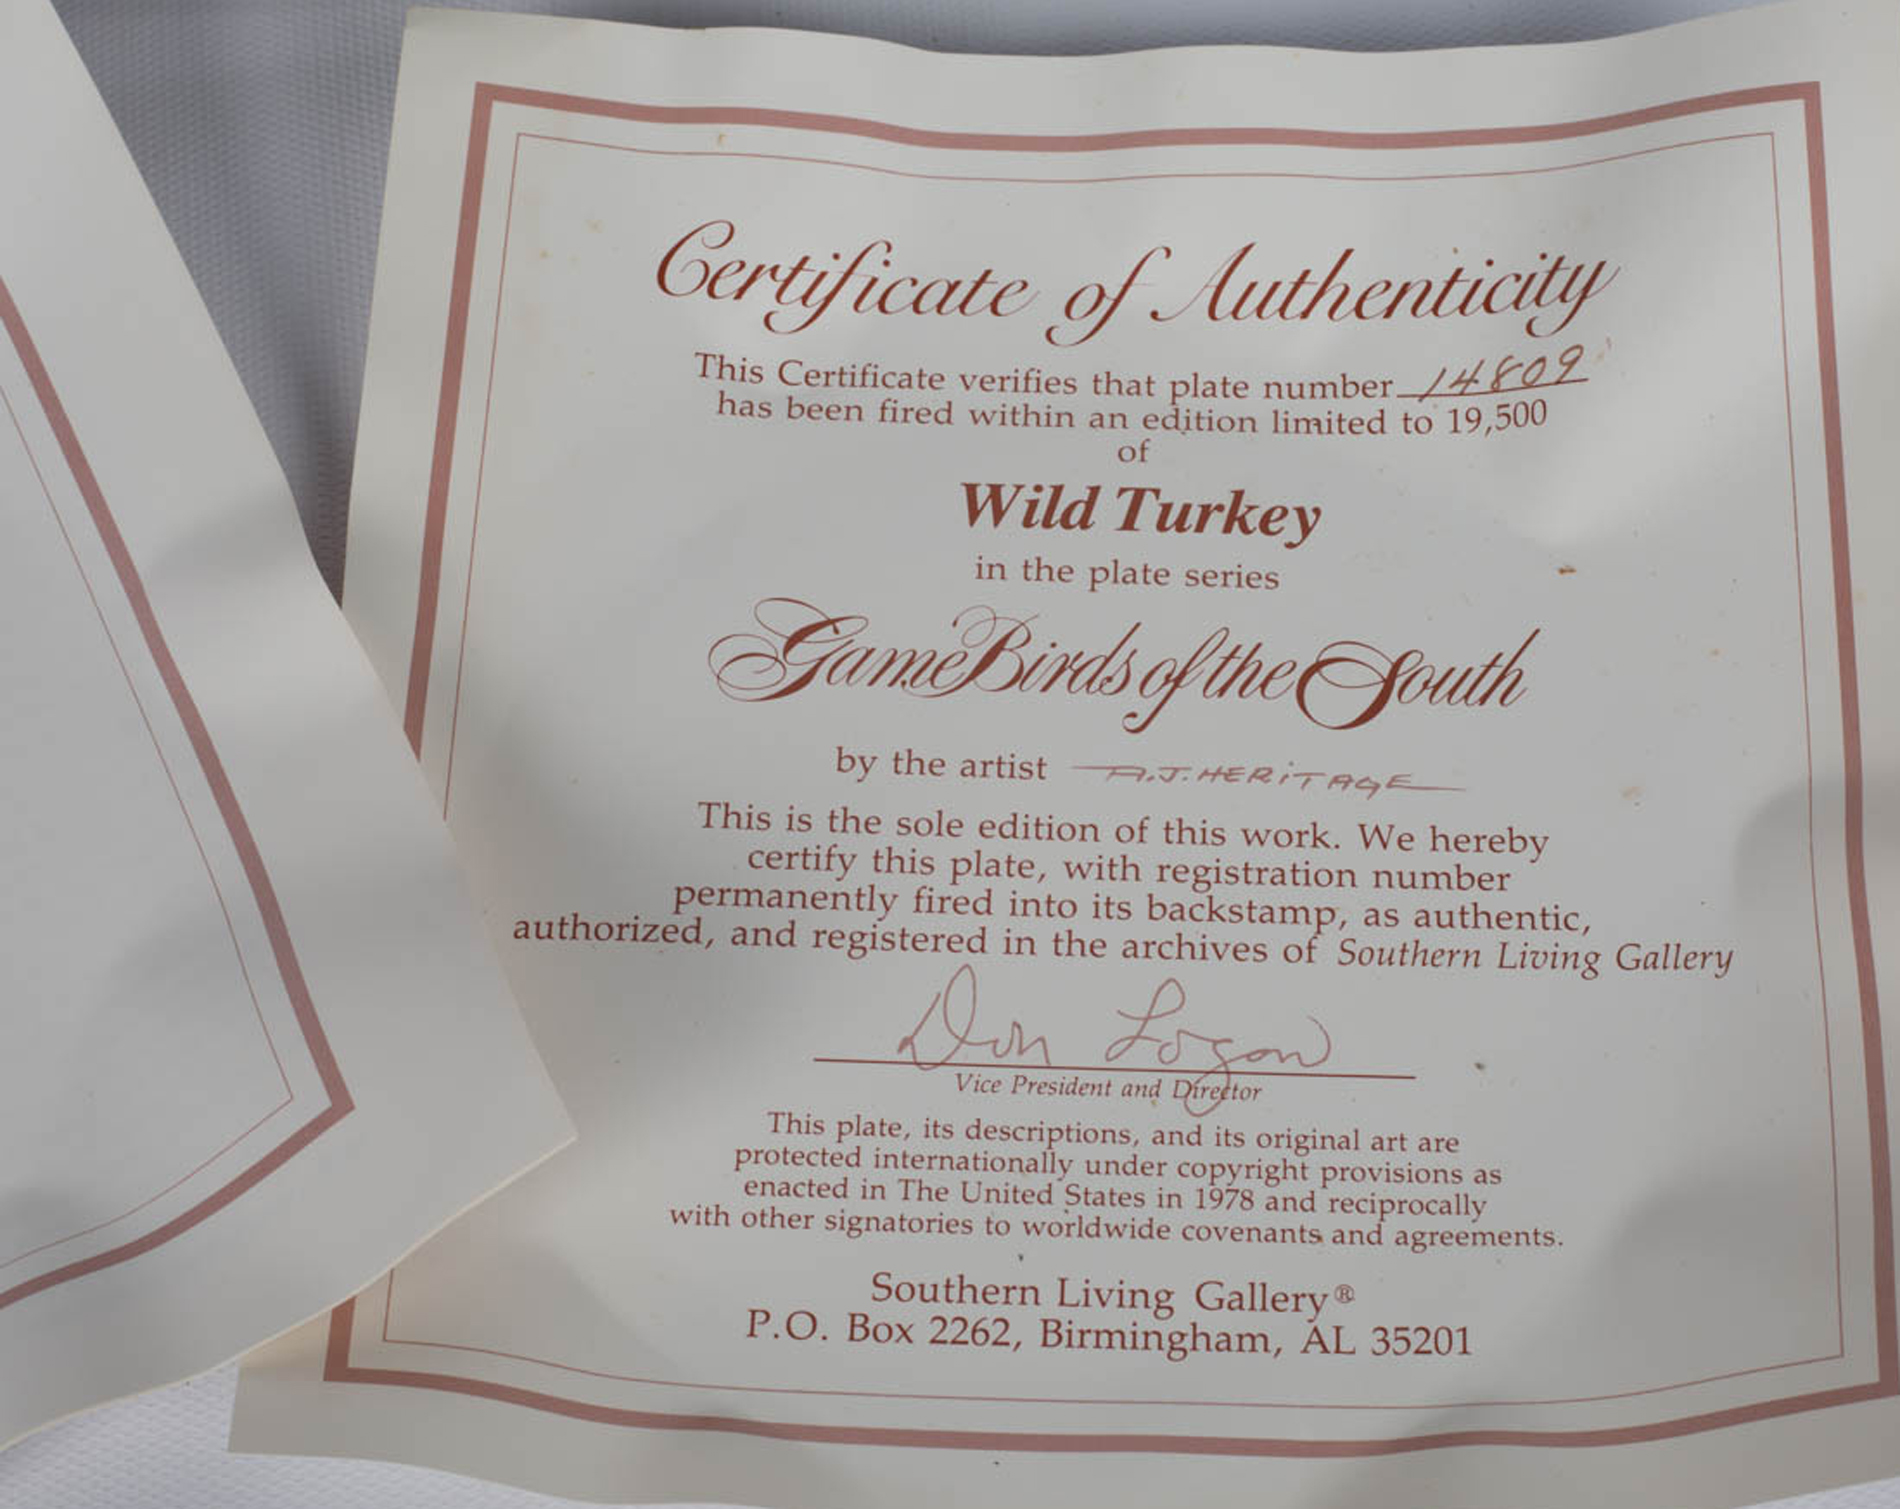 Certificate of Authenticity
This Certificate verifies that plate number 14809
has been fired within an edition limited to 19,500
of
Wild Turkey
in the plate series
Game Birds of the South
by the artist A.J. HERITAGE
This is the sole edition of this work. We hereby
certify this plate, with registration number
permanently fired into its backstamp, as authentic,
authorized, and registered in the archives of Southern Living Gallery
Don Logan
Vice President and Director
This plate, its descriptions, and its original art are
protected internationally under copyright provisions as
enacted in The United States in 1978 and reciprocally
with other signatories to worldwide covenants and agreements.
Southern Living Gallery®
P.O. Box 2262, Birmingham, AL 35201